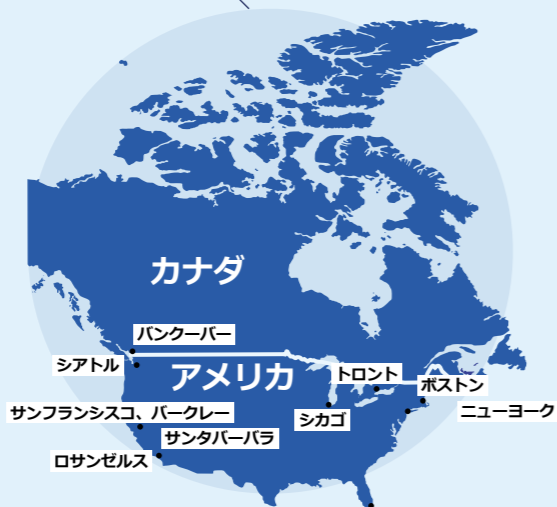 カナダ
バンクーバー
シアトル
アメリカ
トロント
ボストン
サンフランシスコ、バークレー
シカゴ
ニューヨーク
サンタバーバラ
ロサンゼルス